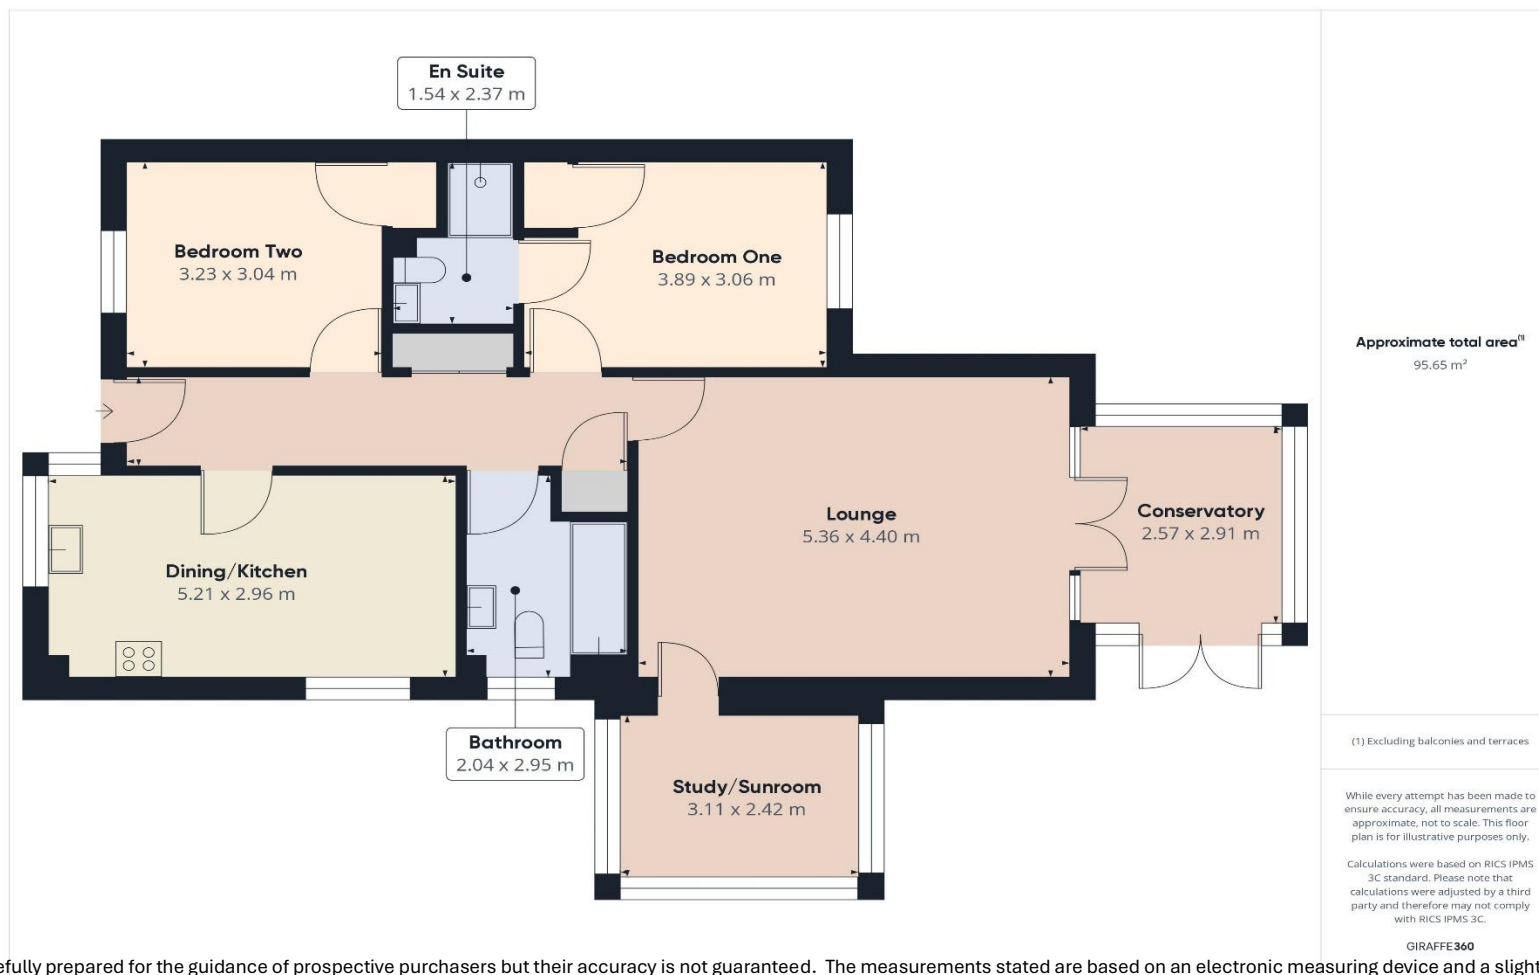 En Suite
1.54 x 2.37 m
Bedroom Two
3.23 x 3.04 m
Bedroom One
3.89 x 3.06 m
Lounge
5.36 x 4.40 m
Conservatory
2.57 x 2.91 m
Dining/Kitchen
5.21 x 2.96 m
Bathroom
2.04 x 2.95 m
Study/Sunroom
3.11 x 2.42 m
Approximate total area⁽¹⁾
95.65 m²
(1) Excluding balconies and terraces
While every attempt has been made to
ensure accuracy, all measurements are
approximate, not to scale. This floor
plan is for illustrative purposes only.
Calculations were based on RICS IPMS
3C standard. Please note that
calculations were adjusted by a third
party and therefore may not comply
with RICS IPMS 3C.
GIRAFFE360
efully prepared for the guidance of prospective purchasers but their accuracy is not guaranteed. The measurements stated are based on an electronic measuring device and a slight